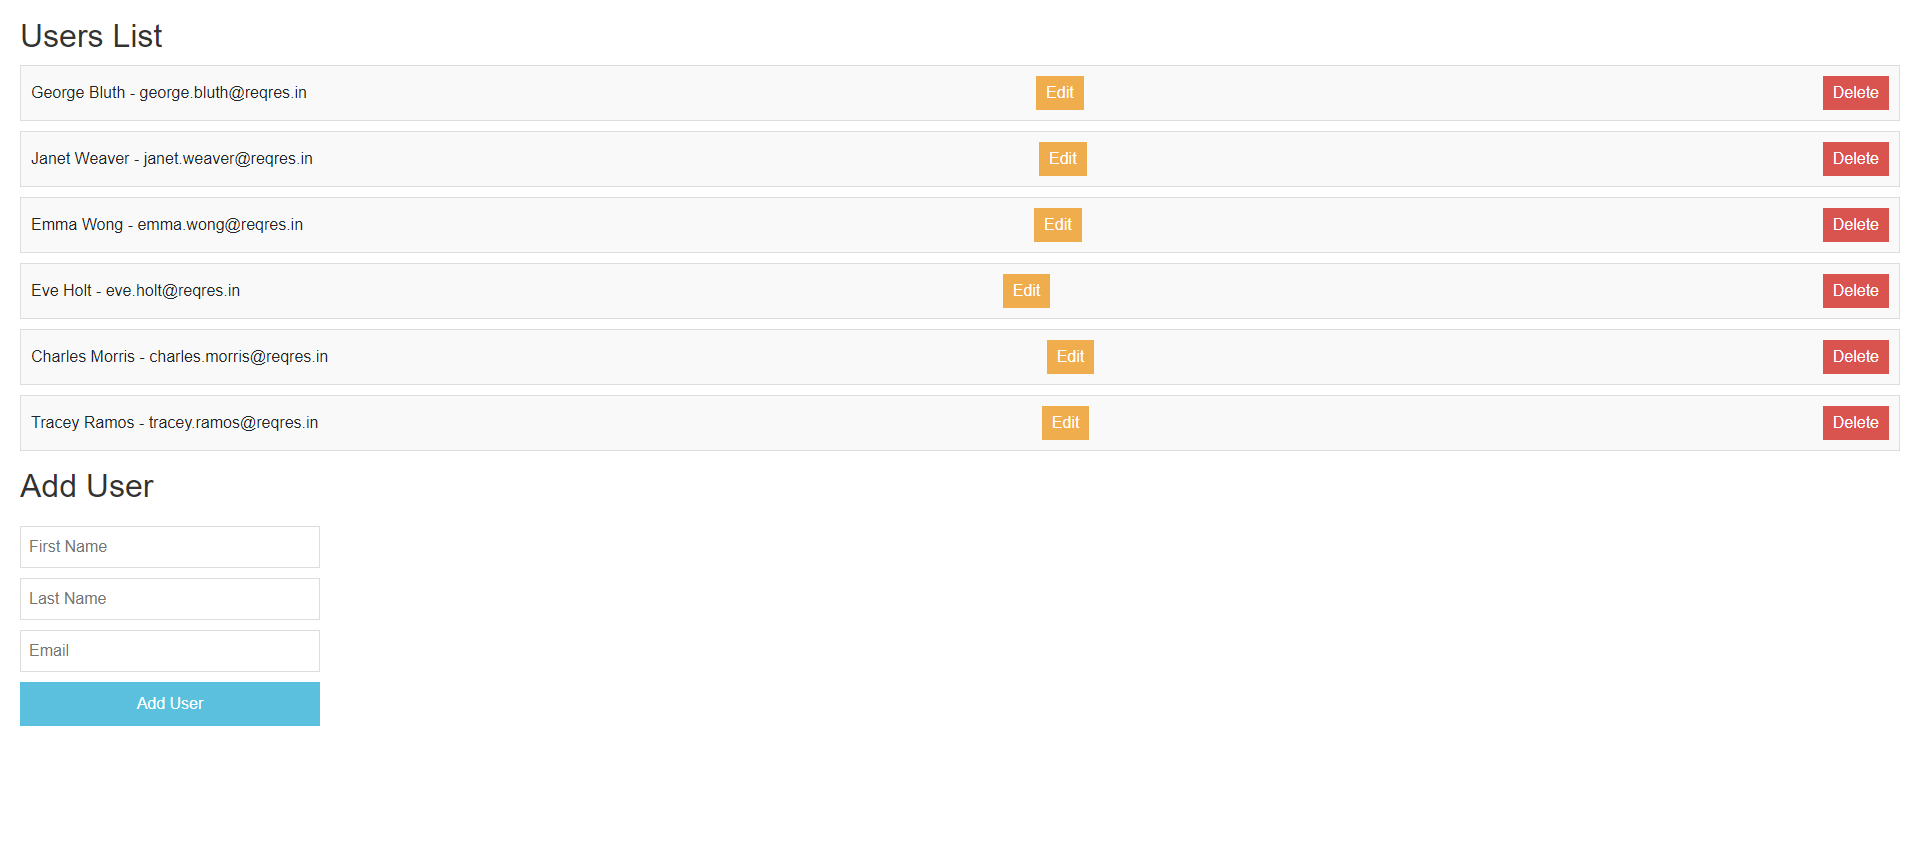 Users List
George Bluth - george.bluth@reqres.in Edit Delete
Janet Weaver - janet.weaver@reqres.in Edit Delete
Emma Wong - emma.wong@reqres.in Edit Delete
Eve Holt - eve.holt@reqres.in Edit Delete
Charles Morris - charles.morris@reqres.in Edit Delete
Tracey Ramos - tracey.ramos@reqres.in Edit Delete
Add User
First Name
Last Name
Email
Add User